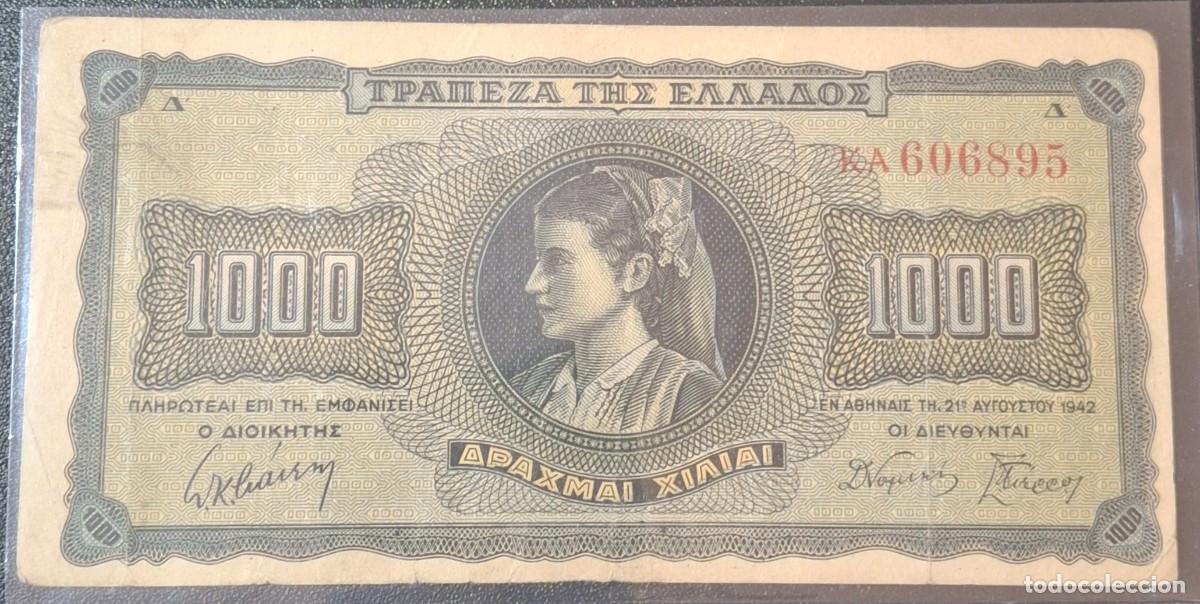 1000 1000
ΤΡΑΠΕΖΑ ΤΗΣ ΕΛΛΑΔΟΣ
Δ Δ
ΚΑ 606895
1000 1000
ΠΛΗΡΩΤΕΑΙ ΕΠΙ ΤΗ. ΕΜΦΑΝΙΣΕΙ
ΕΝ ΑΘΗΝΑΙΣ ΤΗ. 21ῃ ΑΥΓΟΥΣΤΟΥ 1942
Ο ΔΙΟΙΚΗΤΗΣ
ΟΙ ΔΙΕΥΘΥΝΤΑΙ
ΔΡΑΧΜΑΙ ΧΙΛΙΑΙ
1000 1000
todocoleccion